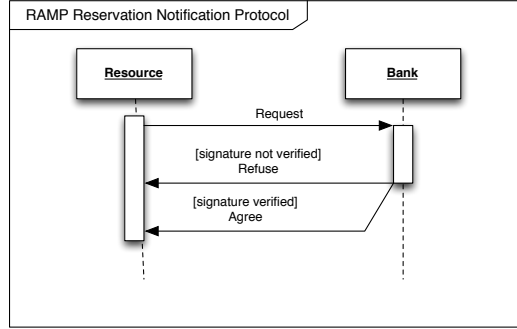 RAMP Reservation Notification Protocol
Resource
Bank
Request
[signature not verified]
Refuse
[signature verified]
Agree